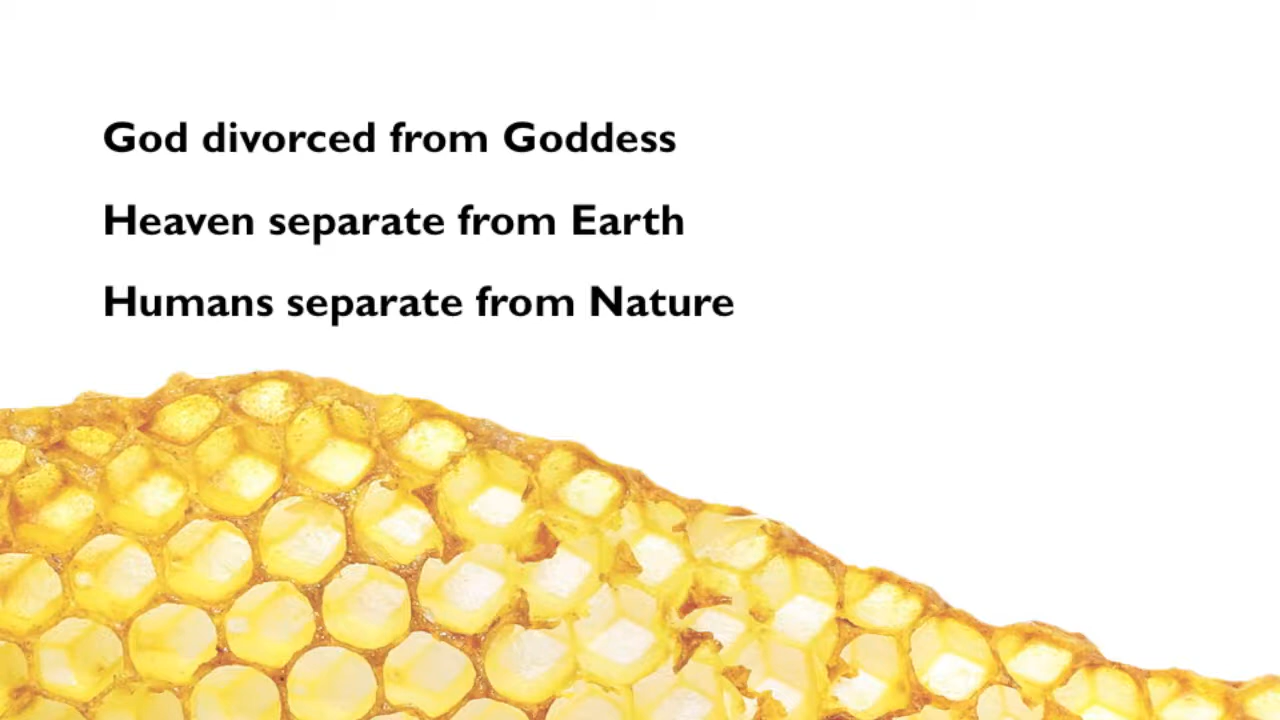 God divorced from Goddess
Heaven separate from Earth
Humans separate from Nature